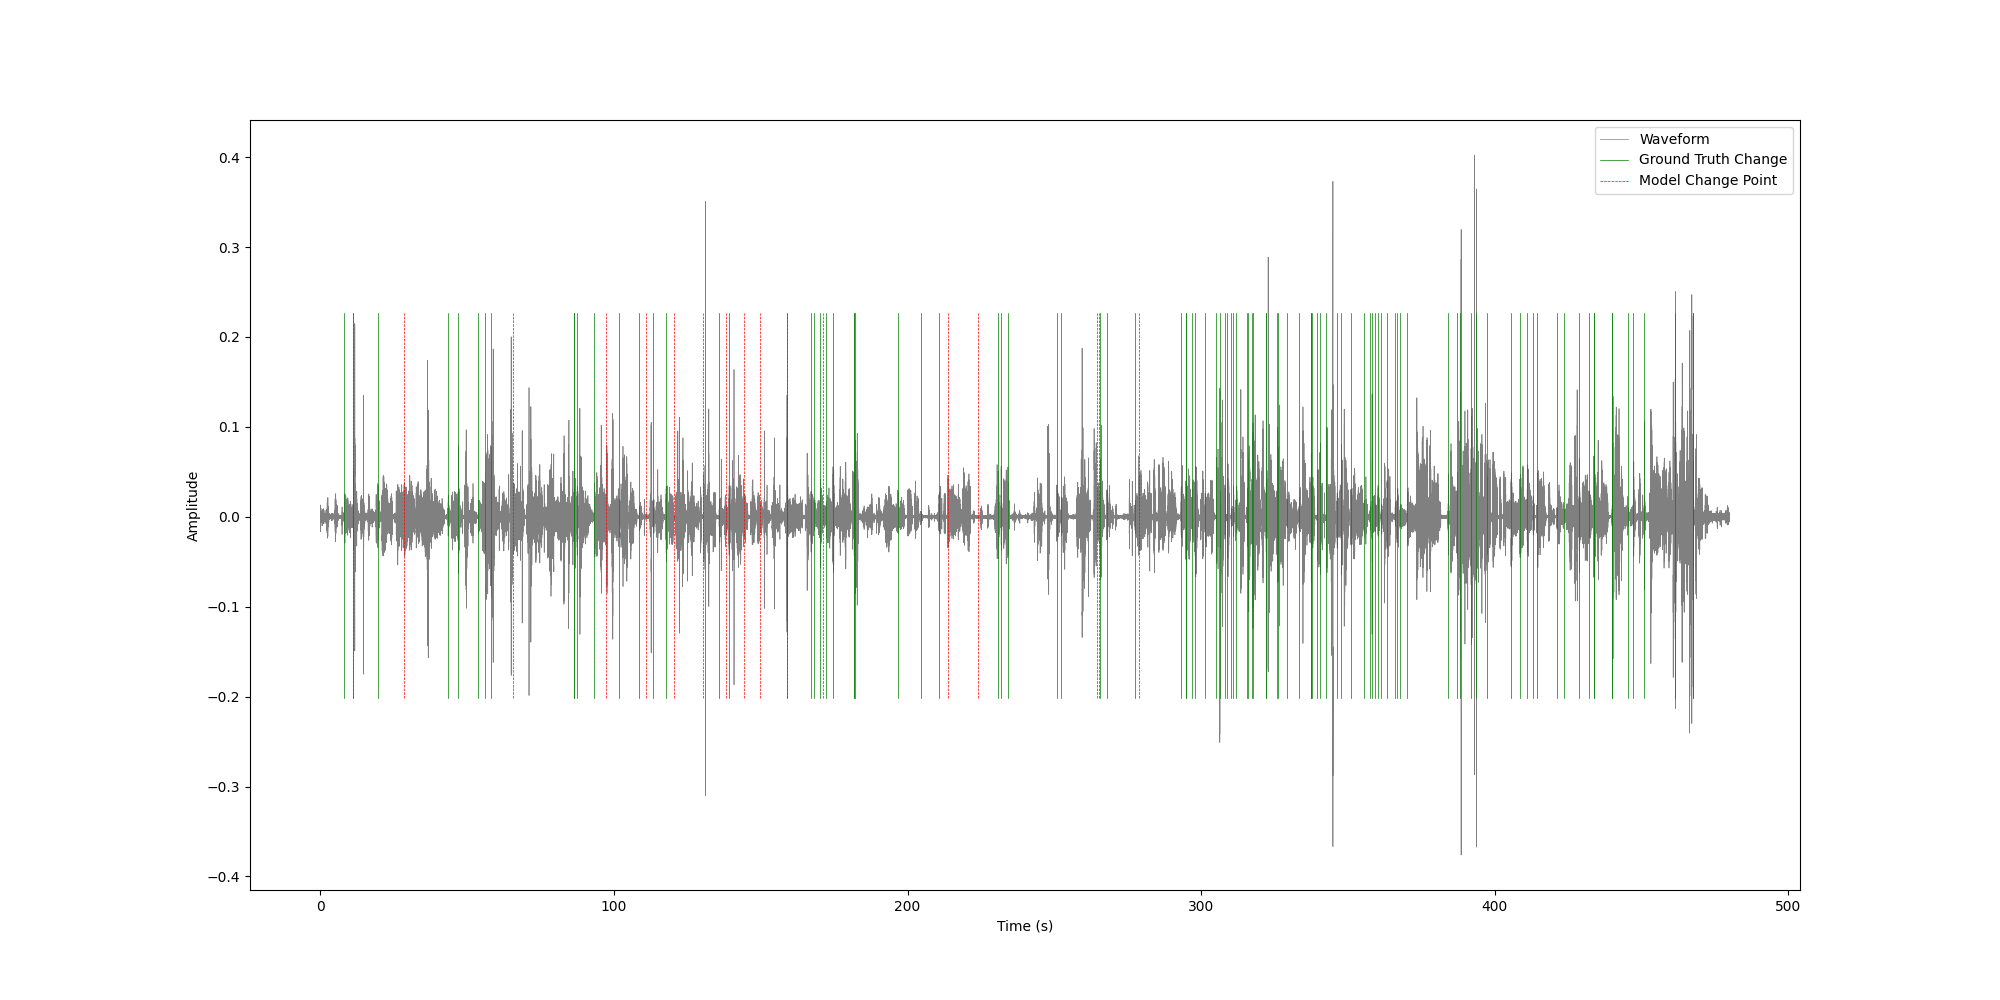 Waveform
Ground Truth Change
Model Change Point
Amplitude
0.4
0.3
0.2
0.1
0.0
−0.1
−0.2
−0.3
−0.4
0 100 200 300 400 500
Time (s)